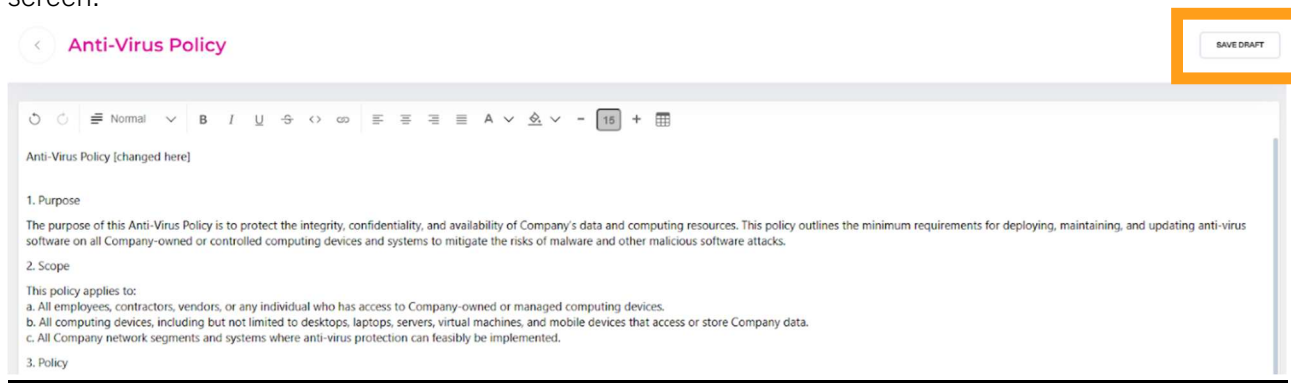 screen.
Anti-Virus Policy
SAVE DRAFT
Normal B I U S A - 15 +
Anti-Virus Policy [changed here]
1. Purpose
The purpose of this Anti-Virus Policy is to protect the integrity, confidentiality, and availability of Company's data and computing resources. This policy outlines the minimum requirements for deploying, maintaining, and updating anti-virus
software on all Company-owned or controlled computing devices and systems to mitigate the risks of malware and other malicious software attacks.
2. Scope
This policy applies to:
a. All employees, contractors, vendors, or any individual who has access to Company-owned or managed computing devices.
b. All computing devices, including but not limited to desktops, laptops, servers, virtual machines, and mobile devices that access or store Company data.
c. All Company network segments and systems where anti-virus protection can feasibly be implemented.
3. Policy